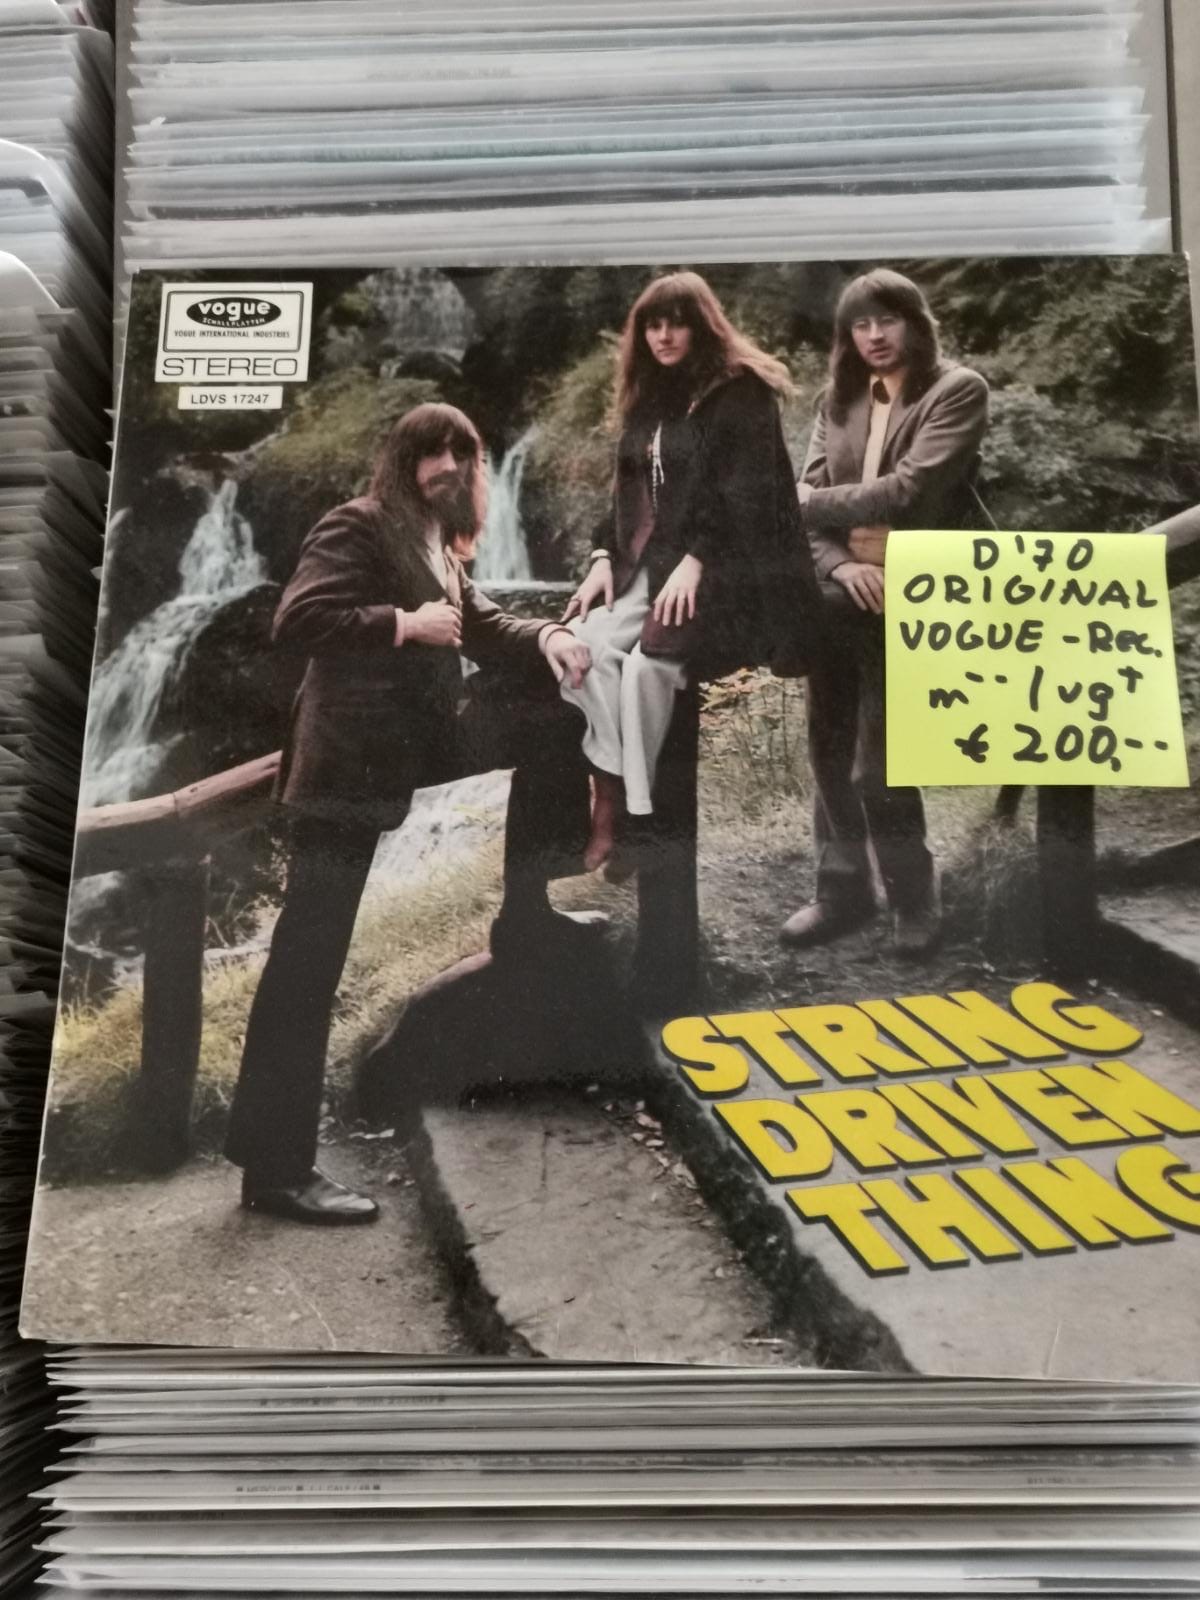 vogue
SCHALLPLATTEN
VOGUE INTERNATIONAL INDUSTRIES
STEREO
LDVS 17247
D'70
ORIGINAL
VOGUE - Rec.
m-- / vg+
€ 200,--
STRING
DRIVEN
THING